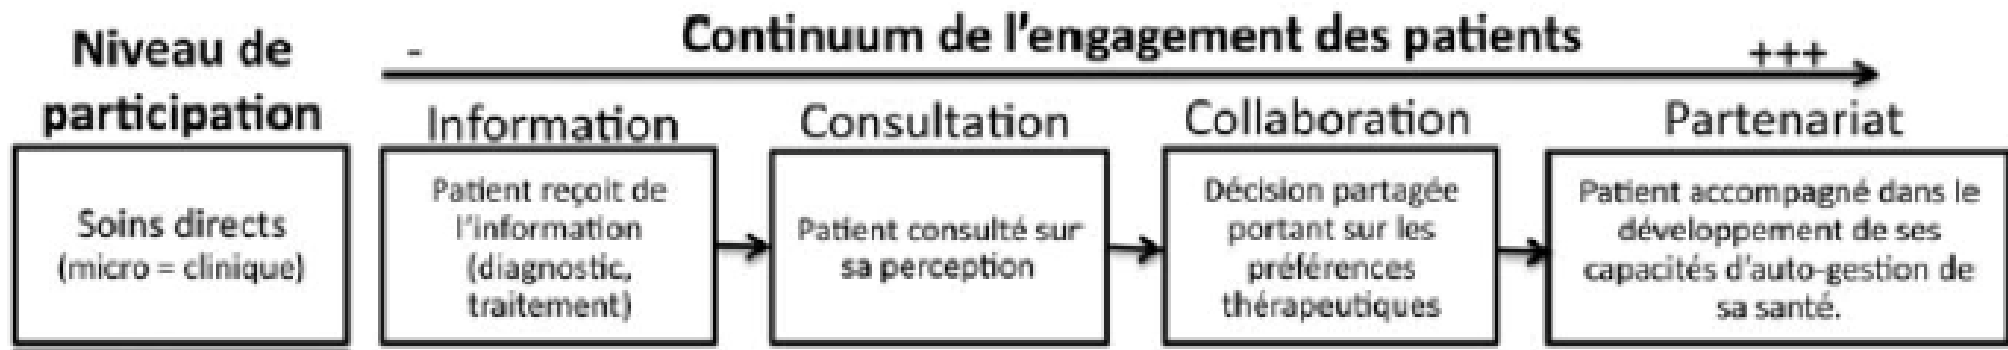 Niveau de
participation
- Continuum de l'engagement des patients +++
Information
Consultation
Collaboration
Partenariat
Soins directs
(micro = clinique)
Patient reçoit de
l'information
(diagnostic,
traitement)
Patient consulté sur
sa perception
Décision partagée
portant sur les
préférences
thérapeutiques
Patient accompagné dans le
développement de ses
capacités d'auto-gestion de
sa santé.